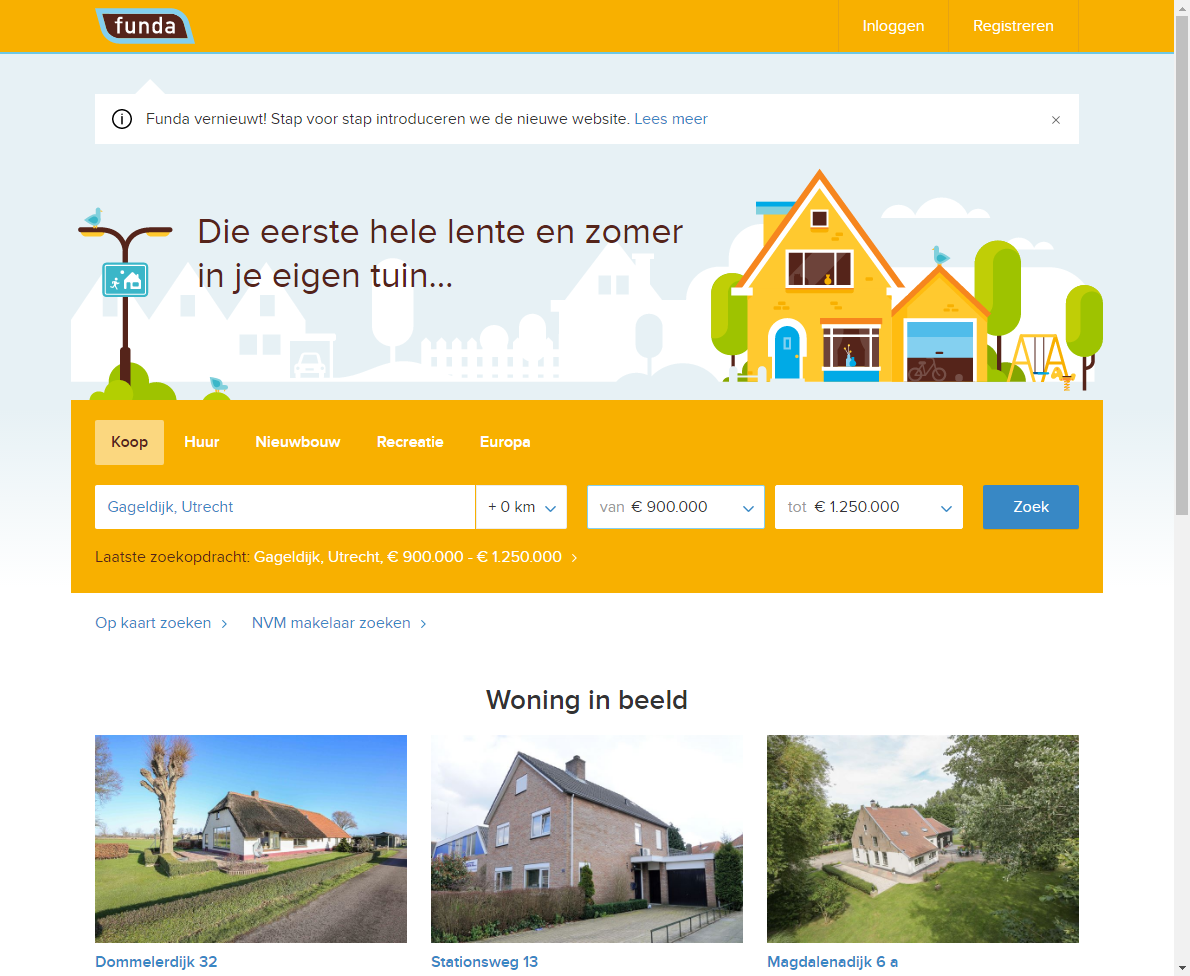 funda
Inloggen
Registreren
Funda vernieuwt! Stap voor stap introduceren we de nieuwe website. Lees meer
Die eerste hele lente en zomer
in je eigen tuin...
Koop
Huur
Nieuwbouw
Recreatie
Europa
Gageldijk, Utrecht
+ 0 km
van € 900.000
tot € 1.250.000
Zoek
Laatste zoekopdracht: Gageldijk, Utrecht, € 900.000 - € 1.250.000
Op kaart zoeken
NVM makelaar zoeken
Woning in beeld
Dommelerdijk 32
Stationsweg 13
Magdalenadijk 6 a